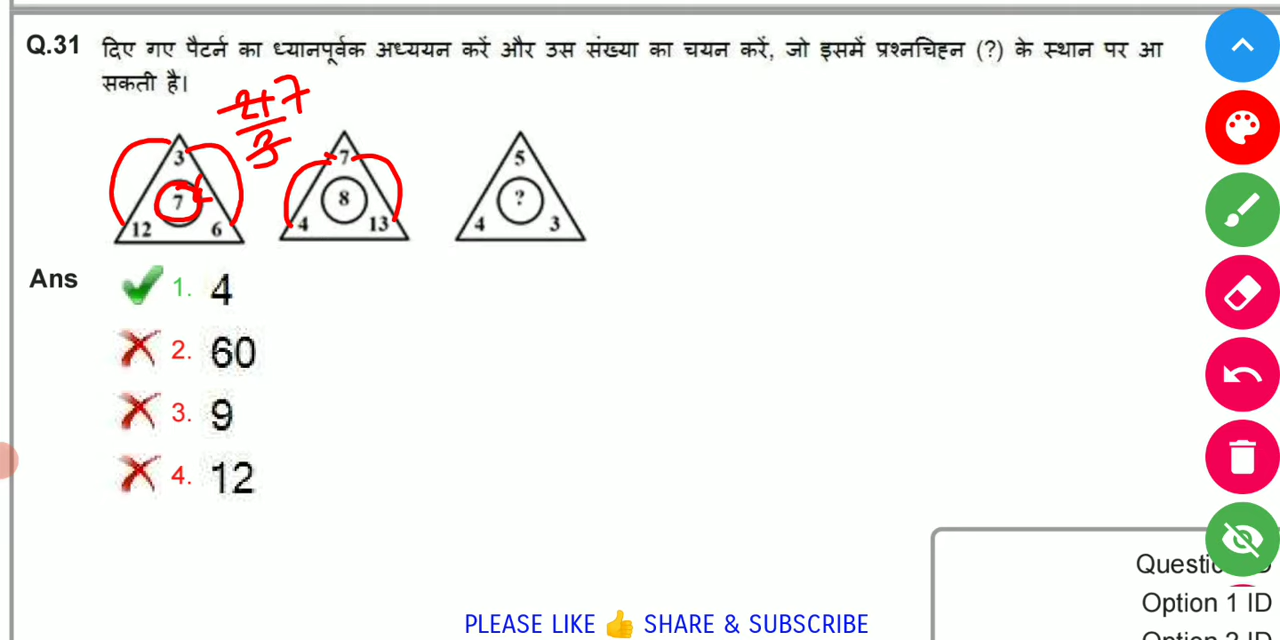 Q.31 दिए गए पैटर्न का ध्यानपूर्वक अध्ययन करें और उस संख्या का चयन करें, जो इसमें प्रश्नचिह्न (?) के स्थान पर आ
सकती है।
3
7
12 6
7
8
4 13
5
?
4 3
Ans
1. 4
2. 60
3. 9
4. 12
Option 1 ID
PLEASE LIKE 👍 SHARE & SUBSCRIBE